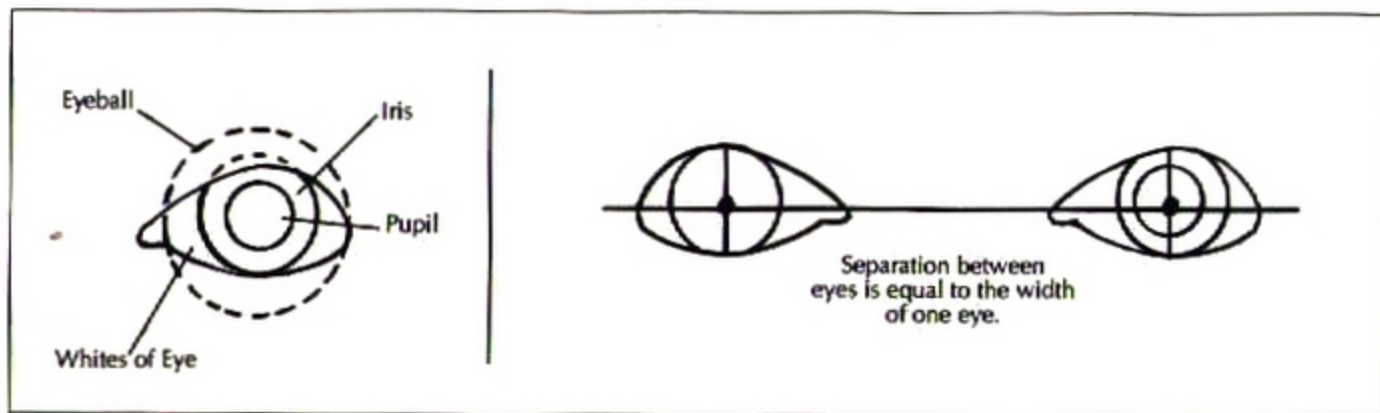 Eyeball
Iris
Pupil
Whites of Eye
Separation between
eyes is equal to the width
of one eye.